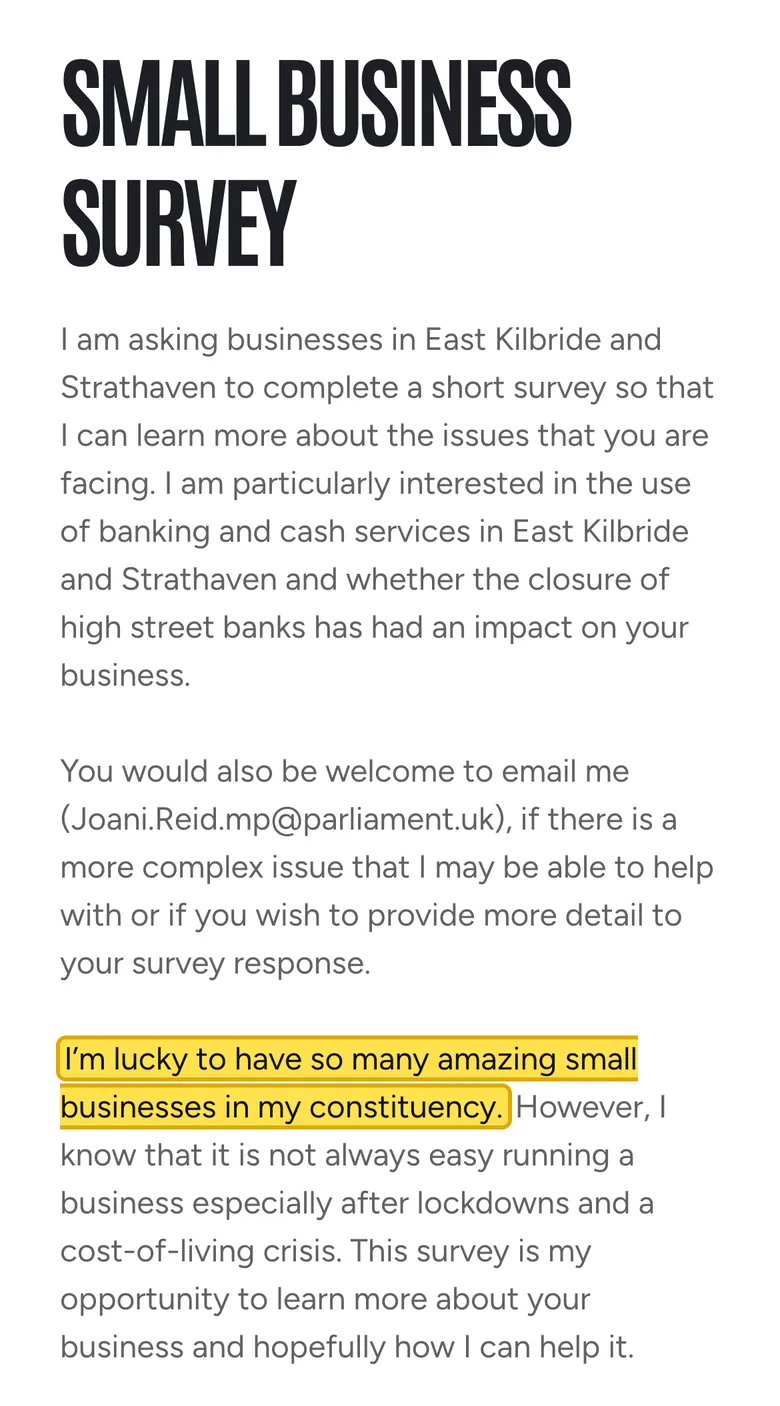 SMALL BUSINESS
SURVEY
I am asking businesses in East Kilbride and
Strathaven to complete a short survey so that
I can learn more about the issues that you are
facing. I am particularly interested in the use
of banking and cash services in East Kilbride
and Strathaven and whether the closure of
high street banks has had an impact on your
business.
You would also be welcome to email me
(Joani.Reid.mp@parliament.uk), if there is a
more complex issue that I may be able to help
with or if you wish to provide more detail to
your survey response.
I’m lucky to have so many amazing small
businesses in my constituency. However, I
know that it is not always easy running a
business especially after lockdowns and a
cost-of-living crisis. This survey is my
opportunity to learn more about your
business and hopefully how I can help it.